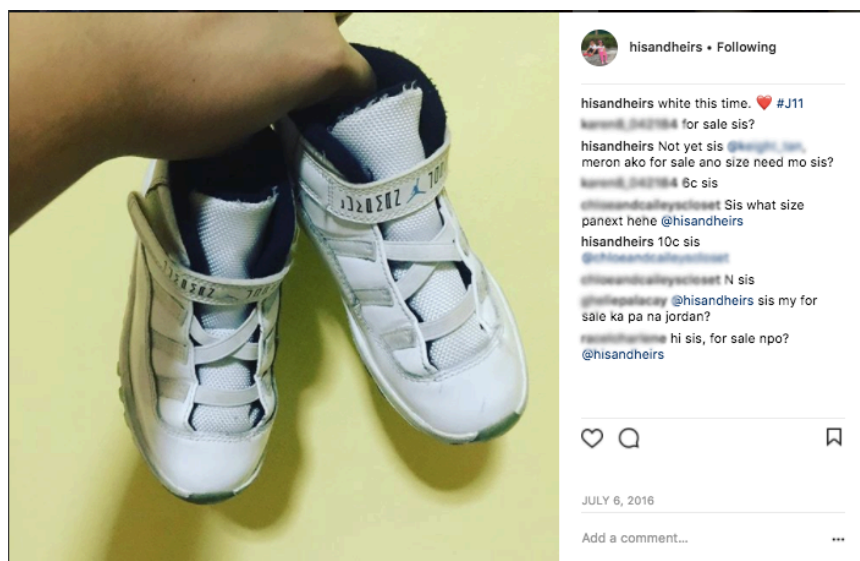 hisandheirs • Following
hisandheirs white this time. ❤️ #J11
for sale sis?
hisandheirs Not yet sis
meron ako for sale ano size need mo sis?
6c sis
Sis what size
panext hehe @hisandheirs
hisandheirs 10c sis
N sis
@hisandheirs sis my for
sale ka pa na jordan?
hi sis, for sale npo?
@hisandheirs
JULY 6, 2016
Add a comment...